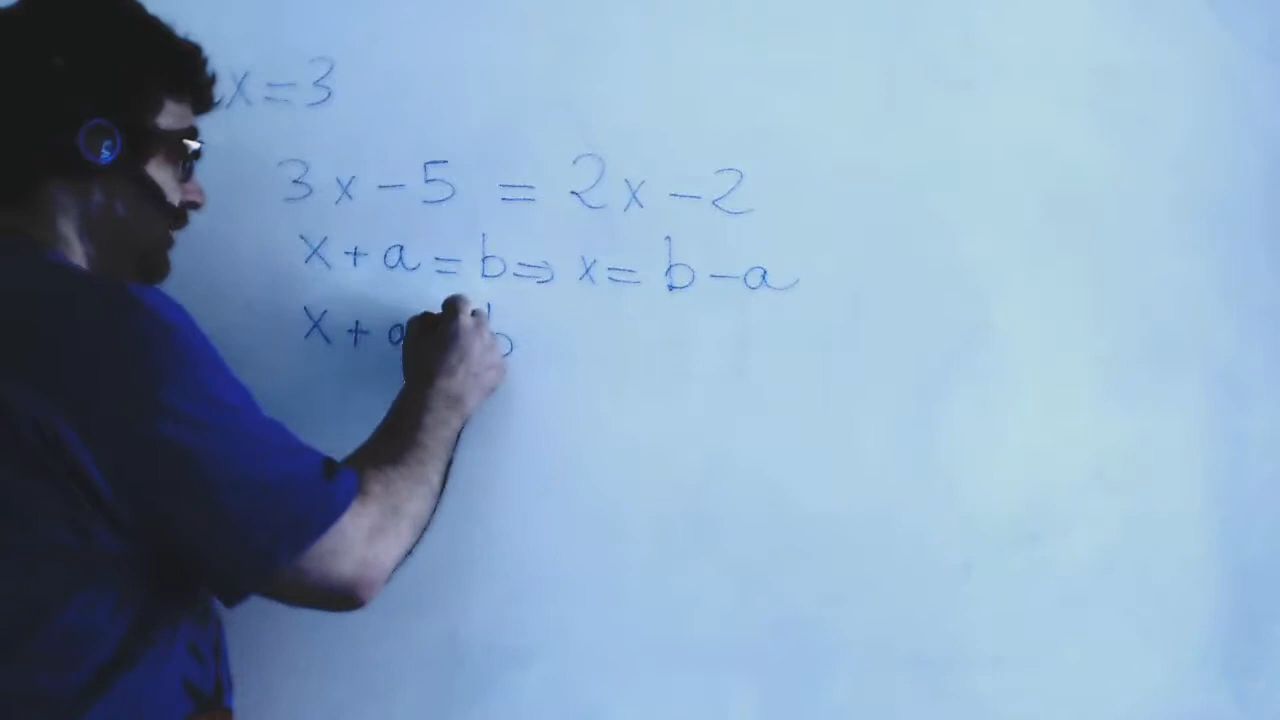 x=3
3x-5 = 2x-2
x+a=b⇒x=b-a
x+a b